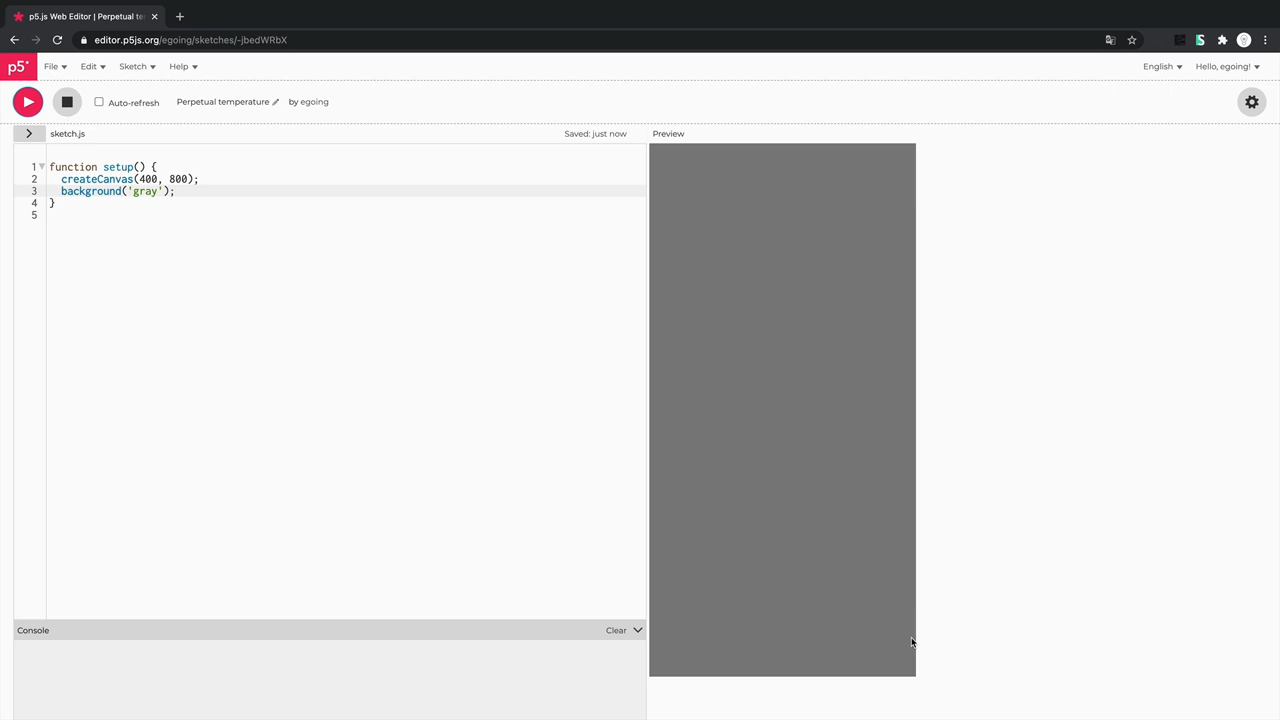 p5.js Web Editor | Perpetual te
editor.p5js.org/egoing/sketches/-jbedWRbX
p5* File Edit Sketch Help English Hello, egoing!
Auto-refresh Perpetual temperature by egoing
sketch.js Saved: just now Preview
1 function setup() {
2 createCanvas(400, 800);
3 background('gray');
4 }
5
Console Clear